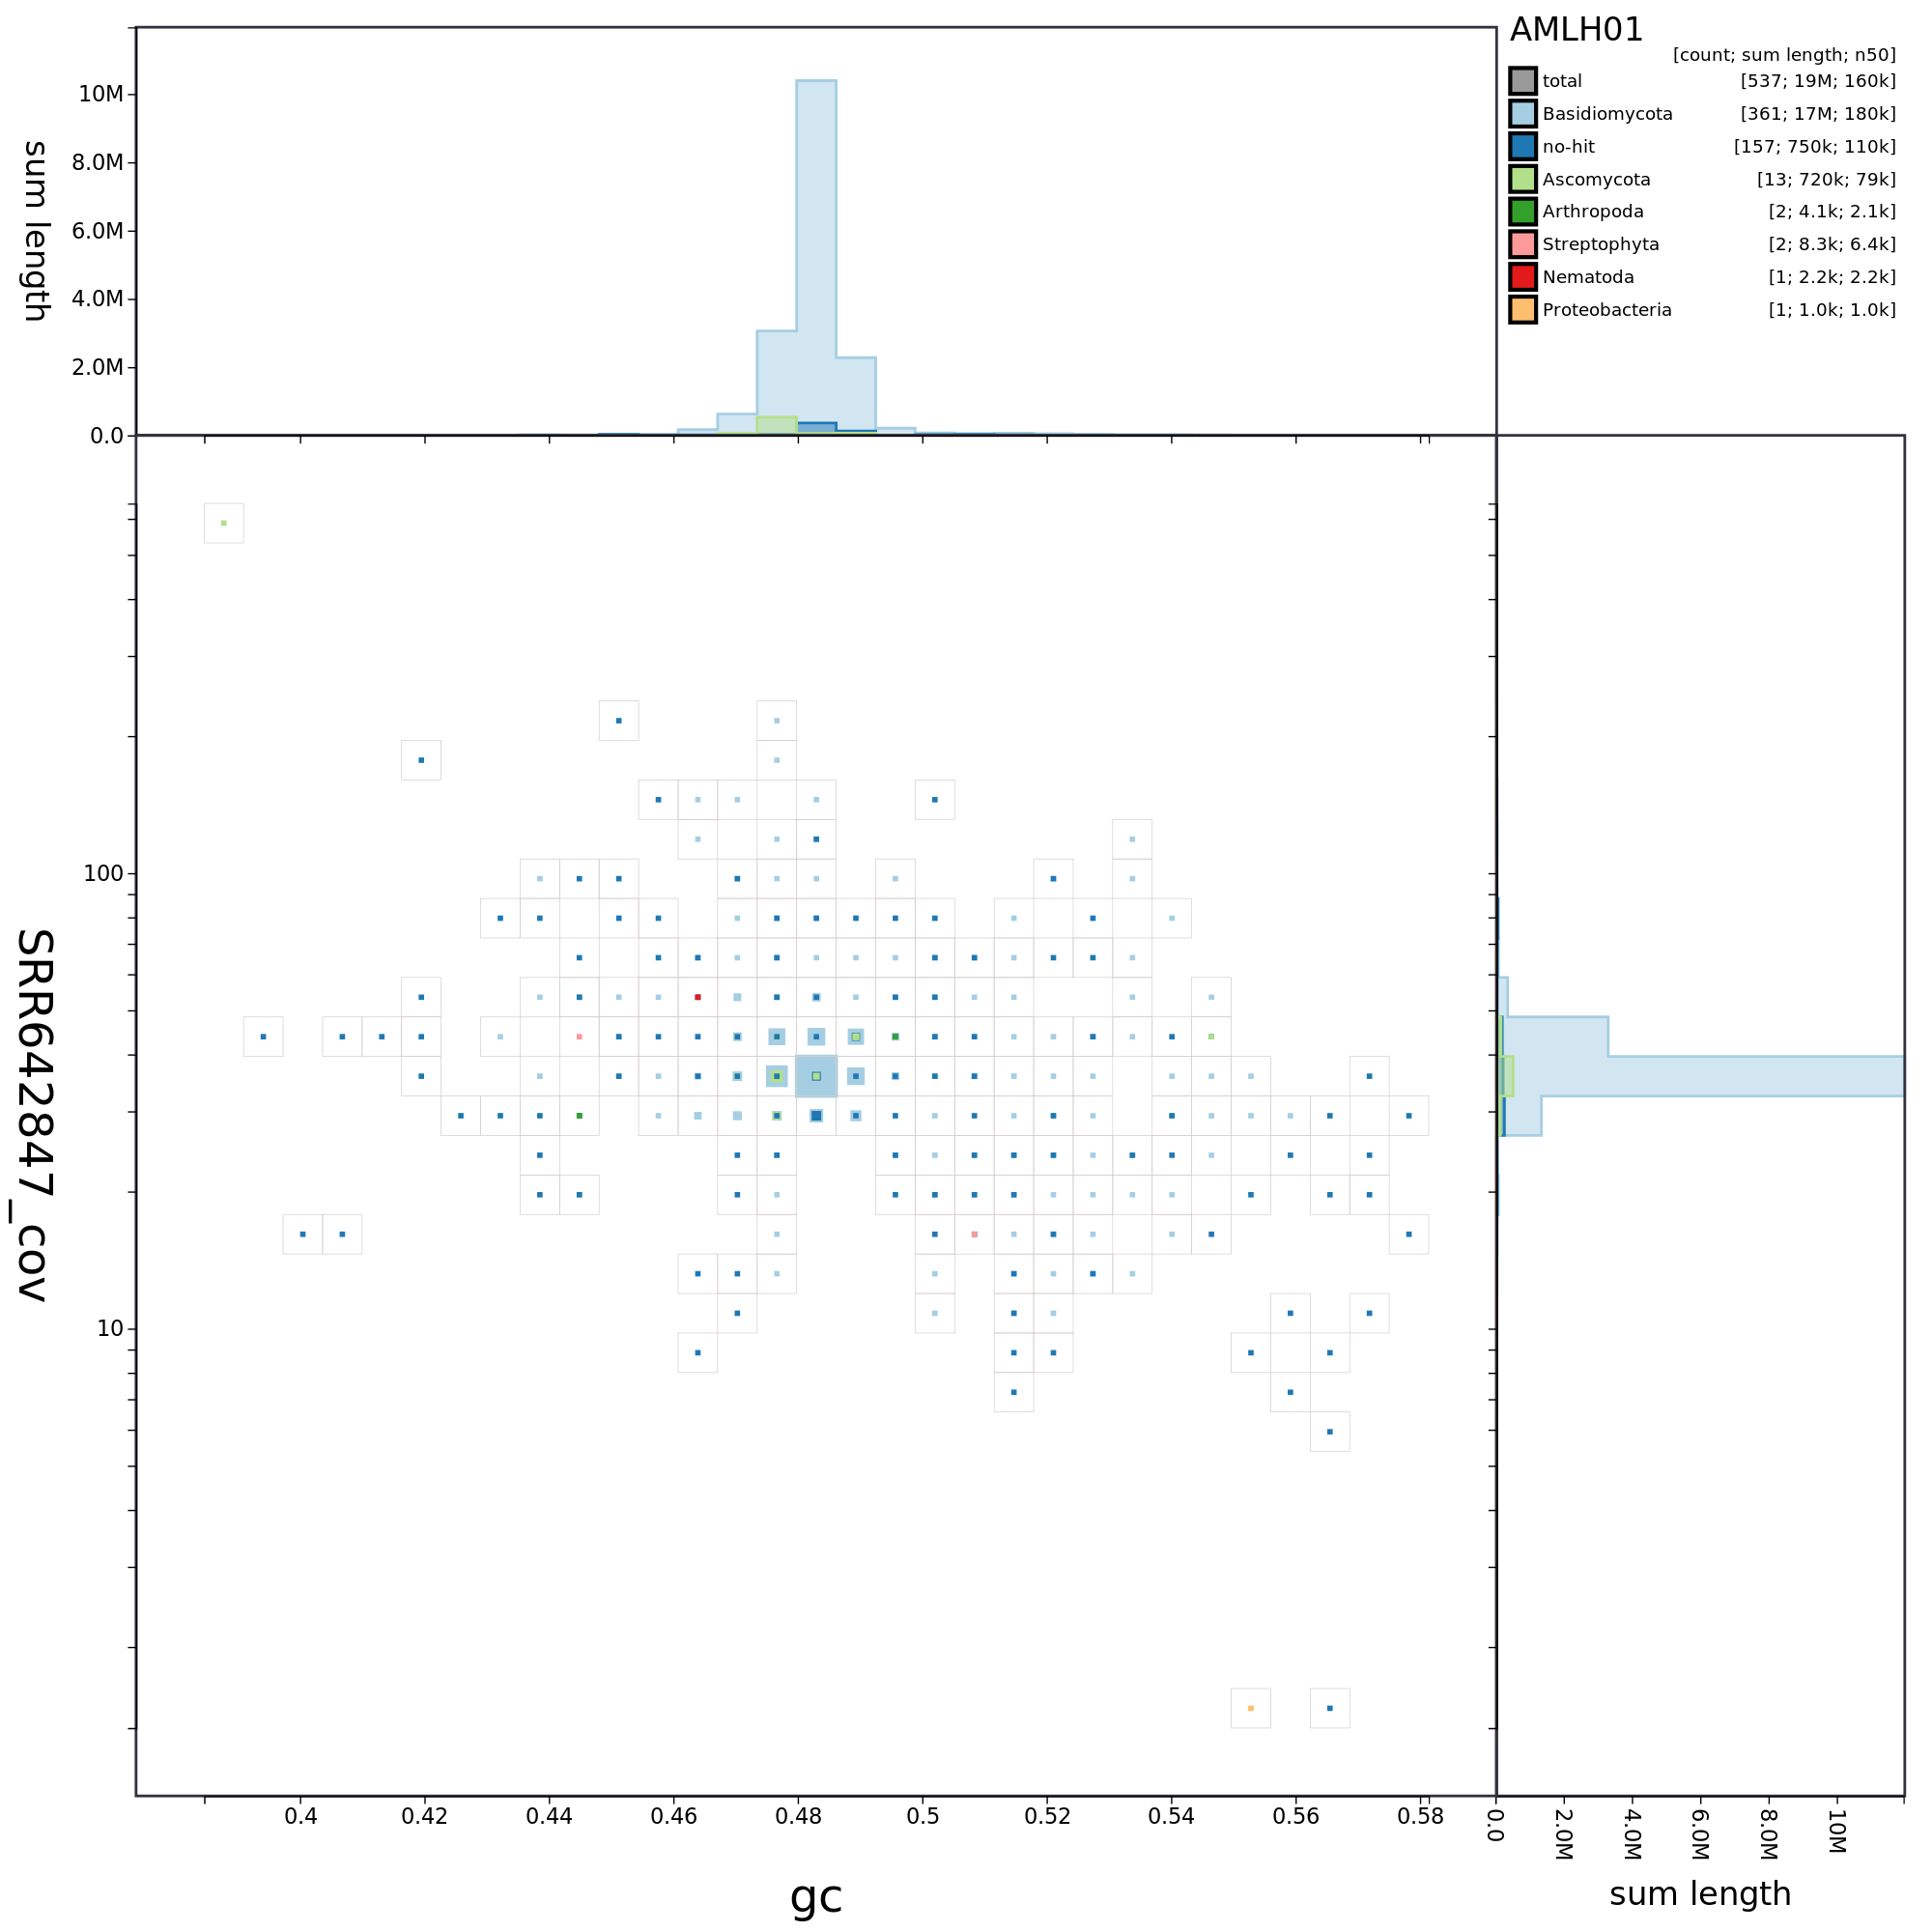 AMLH01
[count; sum length; n50]
total [537; 19M; 160k]
Basidiomycota [361; 17M; 180k]
no-hit [157; 750k; 110k]
Ascomycota [13; 720k; 79k]
Arthropoda [2; 4.1k; 2.1k]
Streptophyta [2; 8.3k; 6.4k]
Nematoda [1; 2.2k; 2.2k]
Proteobacteria [1; 1.0k; 1.0k]
sum length
10M
8.0M
6.0M
4.0M
2.0M
0.0
SRR642847_cov
100
10
0.4 0.42 0.44 0.46 0.48 0.5 0.52 0.54 0.56 0.58
gc
0.0 2.0M 4.0M 6.0M 8.0M 10M
sum length